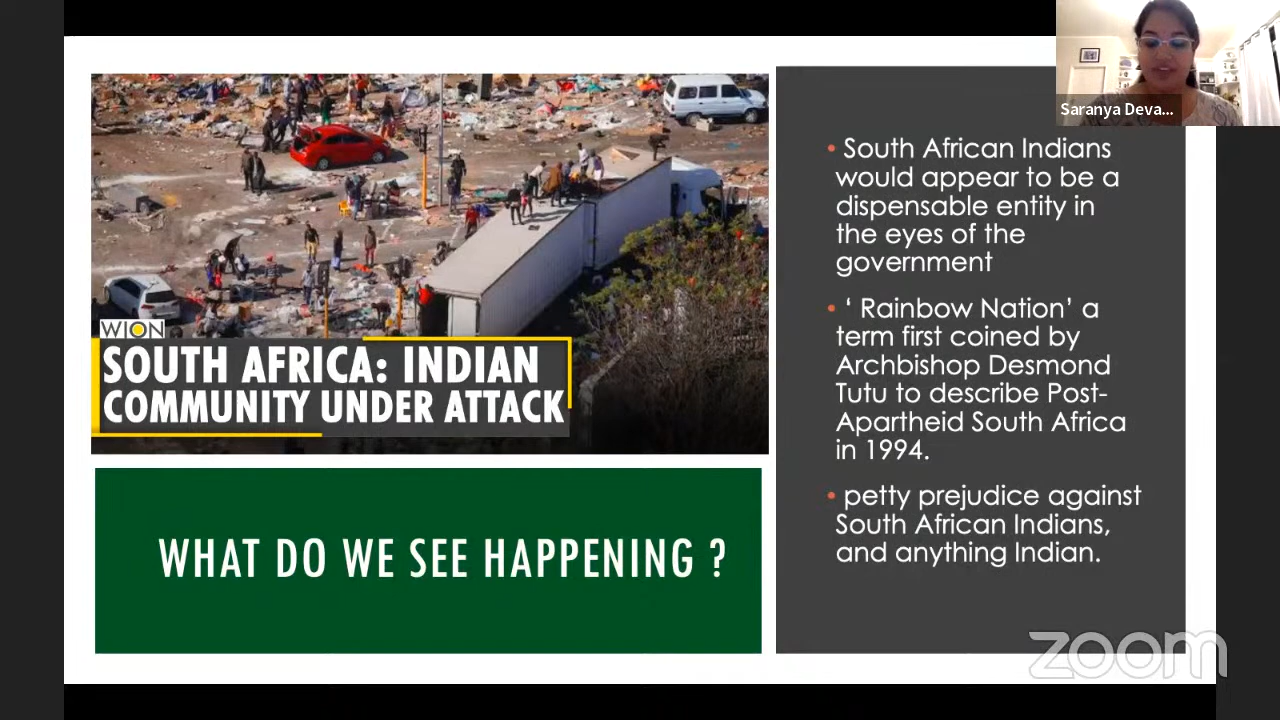 Saranya Deva...
WION
SOUTH AFRICA: INDIAN
COMMUNITY UNDER ATTACK
WHAT DO WE SEE HAPPENING ?
• South African Indians
would appear to be a
dispensable entity in
the eyes of the
government
• ‘ Rainbow Nation’ a
term first coined by
Archbishop Desmond
Tutu to describe Post-
Apartheid South Africa
in 1994.
• petty prejudice against
South African Indians,
and anything Indian.
zoom